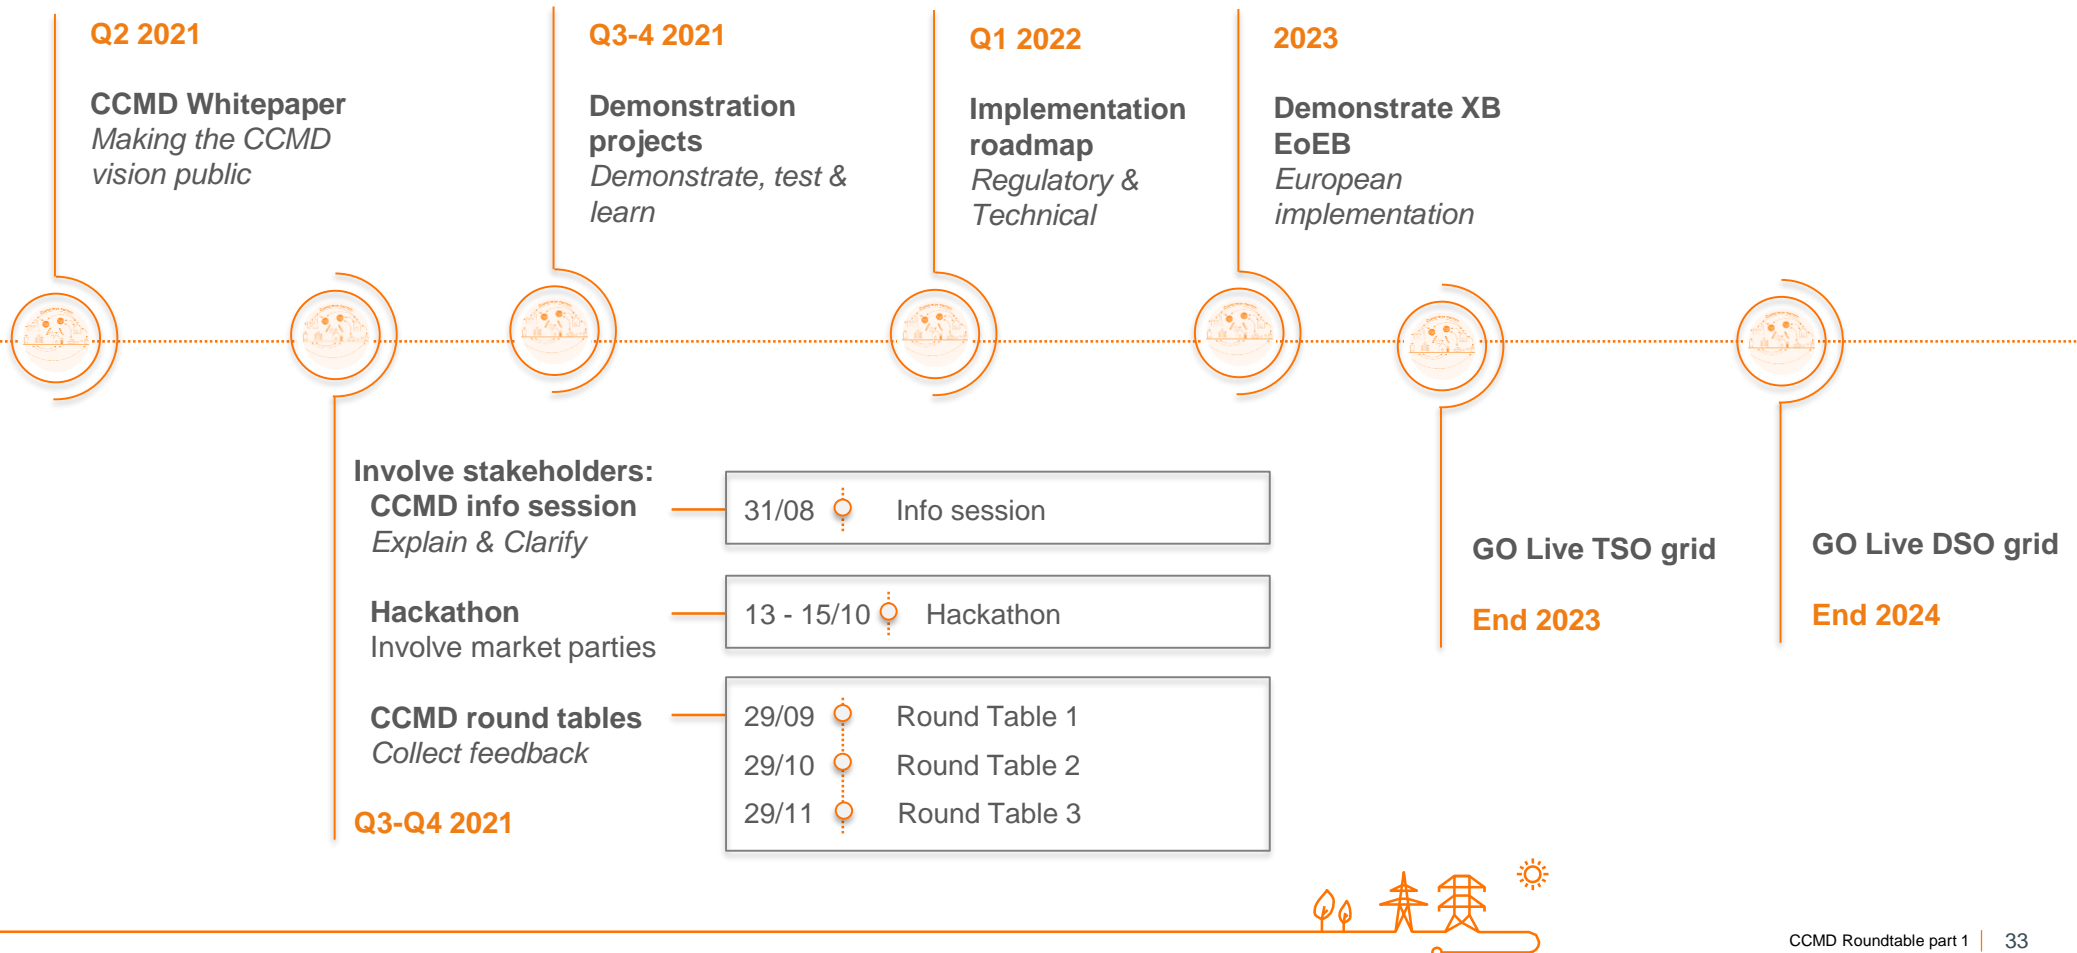 Q2 2021
CCMD Whitepaper
Making the CCMD
vision public
Q3-4 2021
Demonstration
projects
Demonstrate, test &
learn
Q1 2022
Implementation
roadmap
Regulatory &
Technical
2023
Demonstrate XB
EoEB
European
implementation
Involve stakeholders:
CCMD info session
Explain & Clarify
31/08 Info session
Hackathon
Involve market parties
13 - 15/10 Hackathon
CCMD round tables
Collect feedback
29/09 Round Table 1
29/10 Round Table 2
29/11 Round Table 3
Q3-Q4 2021
GO Live TSO grid
End 2023
GO Live DSO grid
End 2024
CCMD Roundtable part 1 33